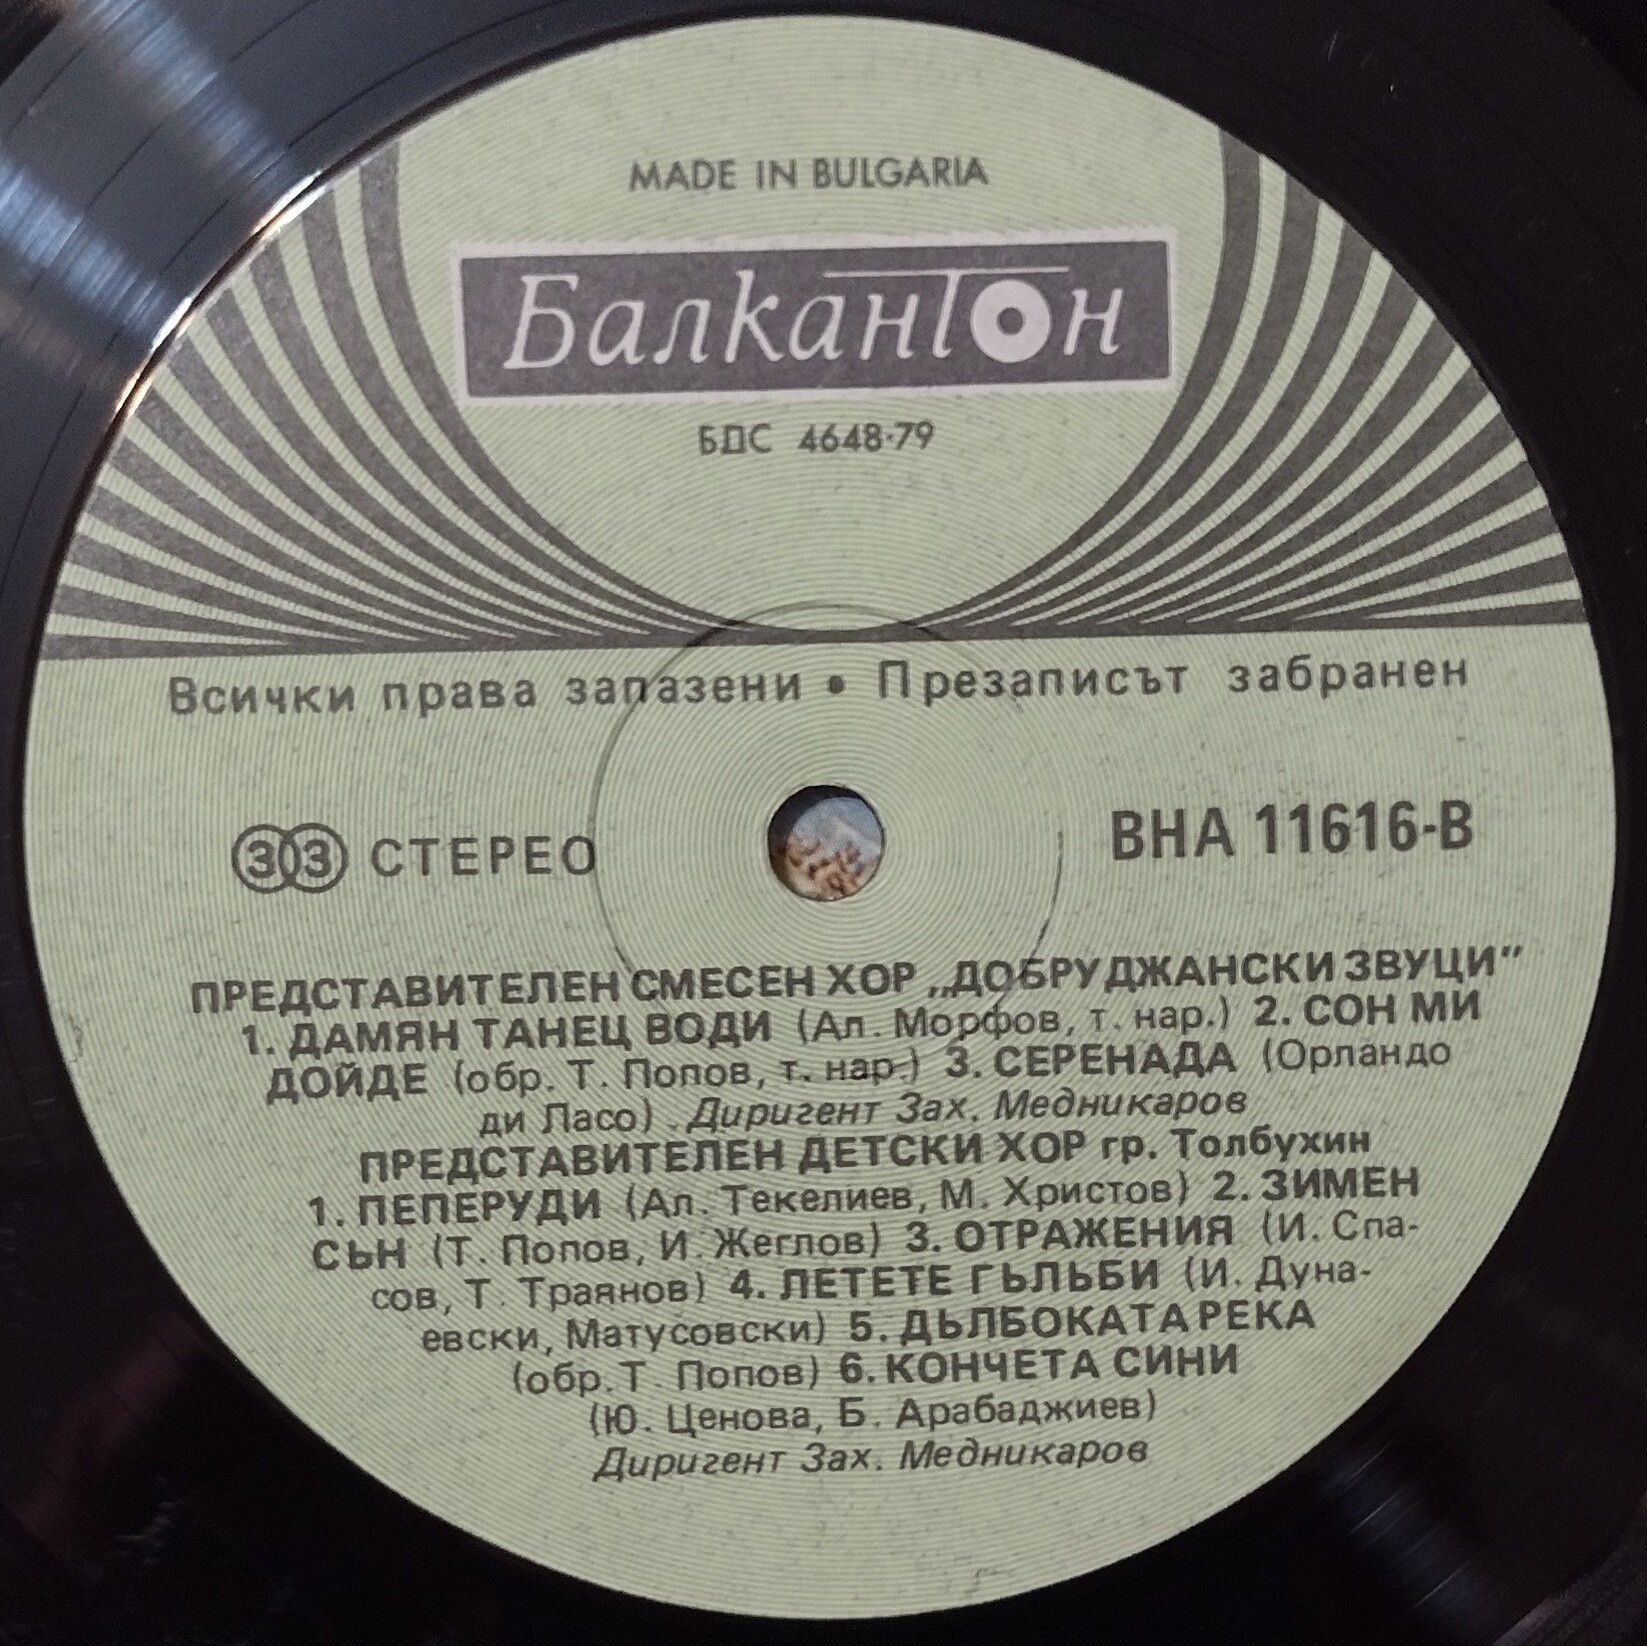 MADE IN BULGARIA
Балкантон
БДС 4648-79
Всички права запазени • Презаписът забранен
33 СТЕРЕО
ВНА 11616-В
ПРЕДСТАВИТЕЛЕН СМЕСЕН ХОР „ДОБРУДЖАНСКИ ЗВУЦИ”
1. ДАМЯН ТАНЕЦ ВОДИ (Ал. Морфов, т. нар.) 2. СОН МИ
ДОЙДЕ (обр. Т. Попов, т. нар.) 3. СЕРЕНАДА (Орландо
ди Ласо). Диригент Зах. Медникаров
ПРЕДСТАВИТЕЛЕН ДЕТСКИ ХОР гр. Толбухин
1. ПЕПЕРУДИ (Ал. Текелиев, М. Христов) 2. ЗИМЕН
СЪН (Т. Попов, И. Жеглов) 3. ОТРАЖЕНИЯ (И. Спа-
сов, Т. Траянов) 4. ЛЕТЕТЕ ГЪЛЪБИ (И. Дуна-
евски, Матусовски) 5. ДЪЛБОКАТА РЕКА
(обр. Т. Попов) 6. КОНЧЕТА СИНИ
(Ю. Ценова, Б. Арабаджиев)
Диригент Зах. Медникаров